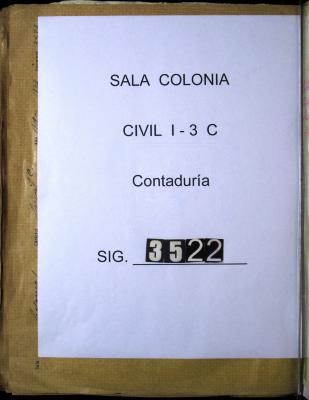 SALA COLONIA
CIVIL I - 3 C
Contaduría
SIG. 3522